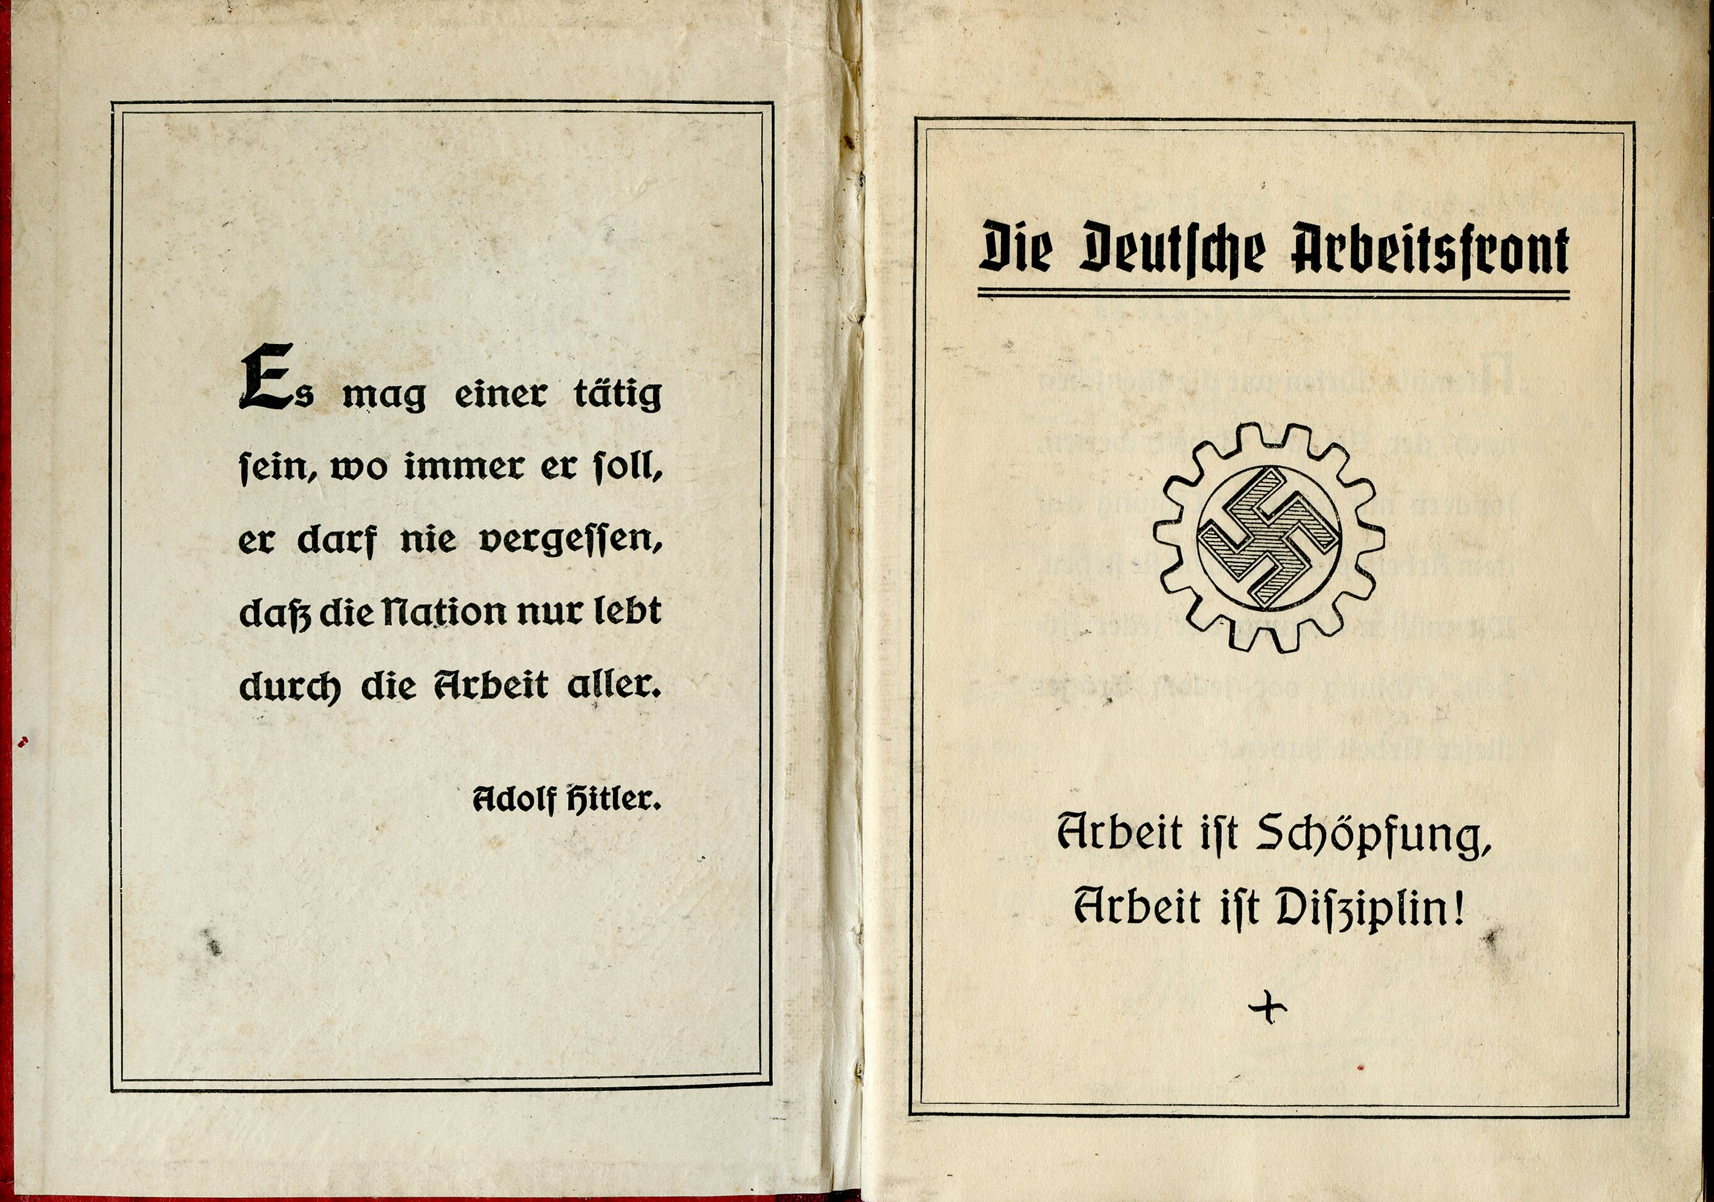 Es mag einer tätig
sein, wo immer er soll,
er darf nie vergessen,
daß die Nation nur lebt
durch die Arbeit aller.
Adolf Hitler.
Die Deutsche Arbeitsfront
Arbeit ist Schöpfung,
Arbeit ist Disziplin!